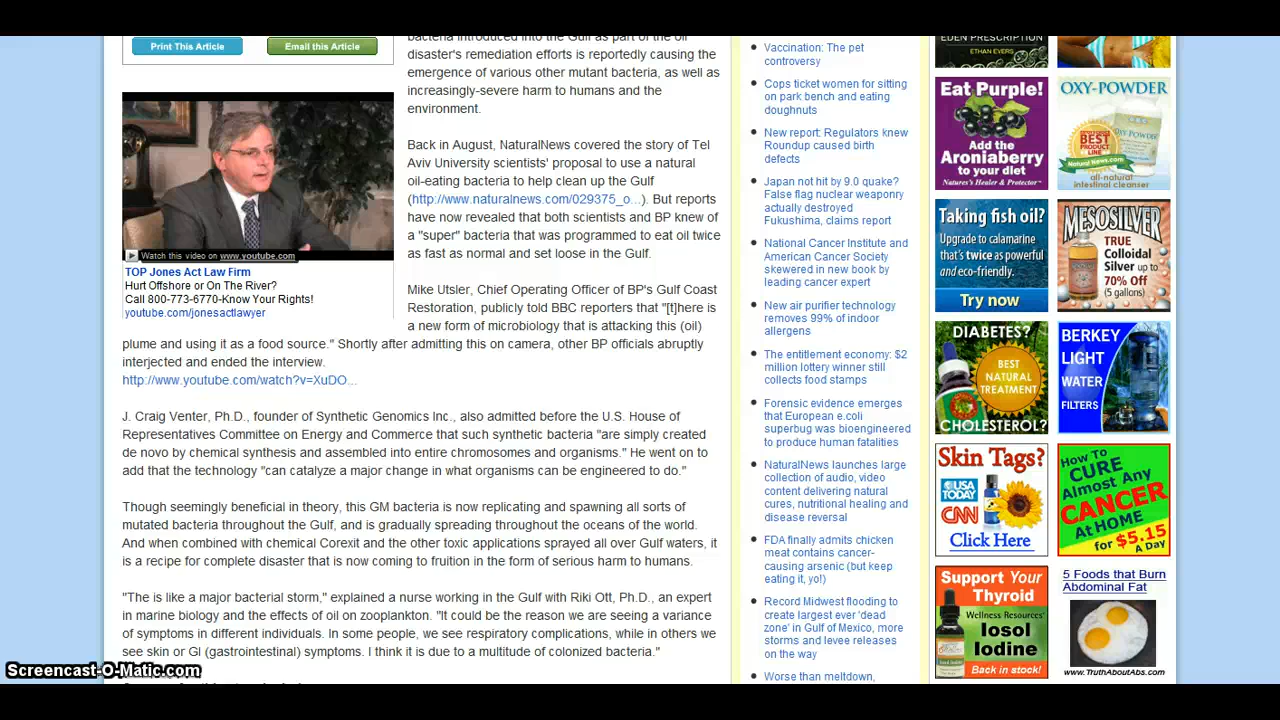 Print This Article
Email this Article
bacteria introduced into the Gulf as part of the oil
disaster's remediation efforts is reportedly causing the
emergence of various other mutant bacteria, as well as
increasingly-severe harm to humans and the
environment.
Watch this video on www.youtube.com
TOP Jones Act Law Firm
Hurt Offshore or On The River?
Call 800-773-6770-Know Your Rights!
youtube.com/jonesactlawyer
Back in August, NaturalNews covered the story of Tel
Aviv University scientists' proposal to use a natural
oil-eating bacteria to help clean up the Gulf
(http://www.naturalnews.com/029375_o...). But reports
have now revealed that both scientists and BP knew of
a "super" bacteria that was programmed to eat oil twice
as fast as normal and set loose in the Gulf.
Mike Utsler, Chief Operating Officer of BP's Gulf Coast
Restoration, publicly told BBC reporters that "[t]here is
a new form of microbiology that is attacking this (oil)
plume and using it as a food source." Shortly after admitting this on camera, other BP officials abruptly
interjected and ended the interview.
http://www.youtube.com/watch?v=XuDO...
J. Craig Venter, Ph.D., founder of Synthetic Genomics Inc., also admitted before the U.S. House of
Representatives Committee on Energy and Commerce that such synthetic bacteria "are simply created
de novo by chemical synthesis and assembled into entire chromosomes and organisms." He went on to
add that the technology "can catalyze a major change in what organisms can be engineered to do."
Though seemingly beneficial in theory, this GM bacteria is now replicating and spawning all sorts of
mutated bacteria throughout the Gulf, and is gradually spreading throughout the oceans of the world.
And when combined with chemical Corexit and other toxic applications sprayed all over Gulf waters, it
is a recipe for complete disaster that is now coming to fruition in the form of serious harm to humans.
"The is like a major bacterial storm," explained a nurse working in the Gulf with Riki Ott, Ph.D., an expert
in marine biology and the effects of oil on zooplankton. "It could be the reason we are seeing a variance
of symptoms in different individuals. In some people, we see respiratory complications, while in others we
see skin or GI (gastrointestinal) symptoms. I think it is due to a multitude of colonized bacteria."
Screencast-O-Matic.com
Vaccination: The pet
controversy
Cops ticket women for sitting
on park bench and eating
doughnuts
New report: Regulators knew
Roundup caused birth
defects
Japan not hit by 9.0 quake?
False flag nuclear weaponry
actually destroyed
Fukushima, claims report
National Cancer Institute and
American Cancer Society
skewered in new book by
leading cancer expert
New air purifier technology
removes 99% of indoor
allergens
The entitlement economy: $2
million lottery winner still
collects food stamps
Forensic evidence emerges
that European e.coli
superbug was bioengineered
to produce human fatalities
NaturalNews launches large
collection of audio, video
content delivering natural
cures, nutritional healing and
disease reversal
FDA finally admits chicken
meat contains cancer-
causing arsenic (but keep
eating it, yo!)
Record Midwest flooding to
create largest ever 'dead
zone' in Gulf of Mexico, more
storms and levee releases
on the way
Worse than meltdown,
EDEN PRESCRIPTION
ETHAN EVERS
Eat Purple!
Add the
Aroniaberry
to your diet
Nature's Healer & Protector
OXY-POWDER
OXY-POWDER
BEST
PRODUCT
LINE
Natural News.com
all-natural
intestinal cleanser
Taking fish oil?
Upgrade to calamarine
that's twice as powerful
and eco-friendly.
Try now
MESOSILVER
TRUE
Colloidal
Silver up to
70% Off
(5 gallons)
DIABETES?
BEST
NATURAL
TREATMENT
CHOLESTEROL?
BERKEY
LIGHT
WATER
FILTERS
Skin Tags?
USA
TODAY
CNN
Click Here
How To
CURE
Almost Any
CANCER
At HOME
for $5.15
A Day
Support Your
Thyroid
Wellness Resources
Iosol
Iodine
Back in stock!
5 Foods that Burn
Abdominal Fat
www.TruthAboutAbs.com